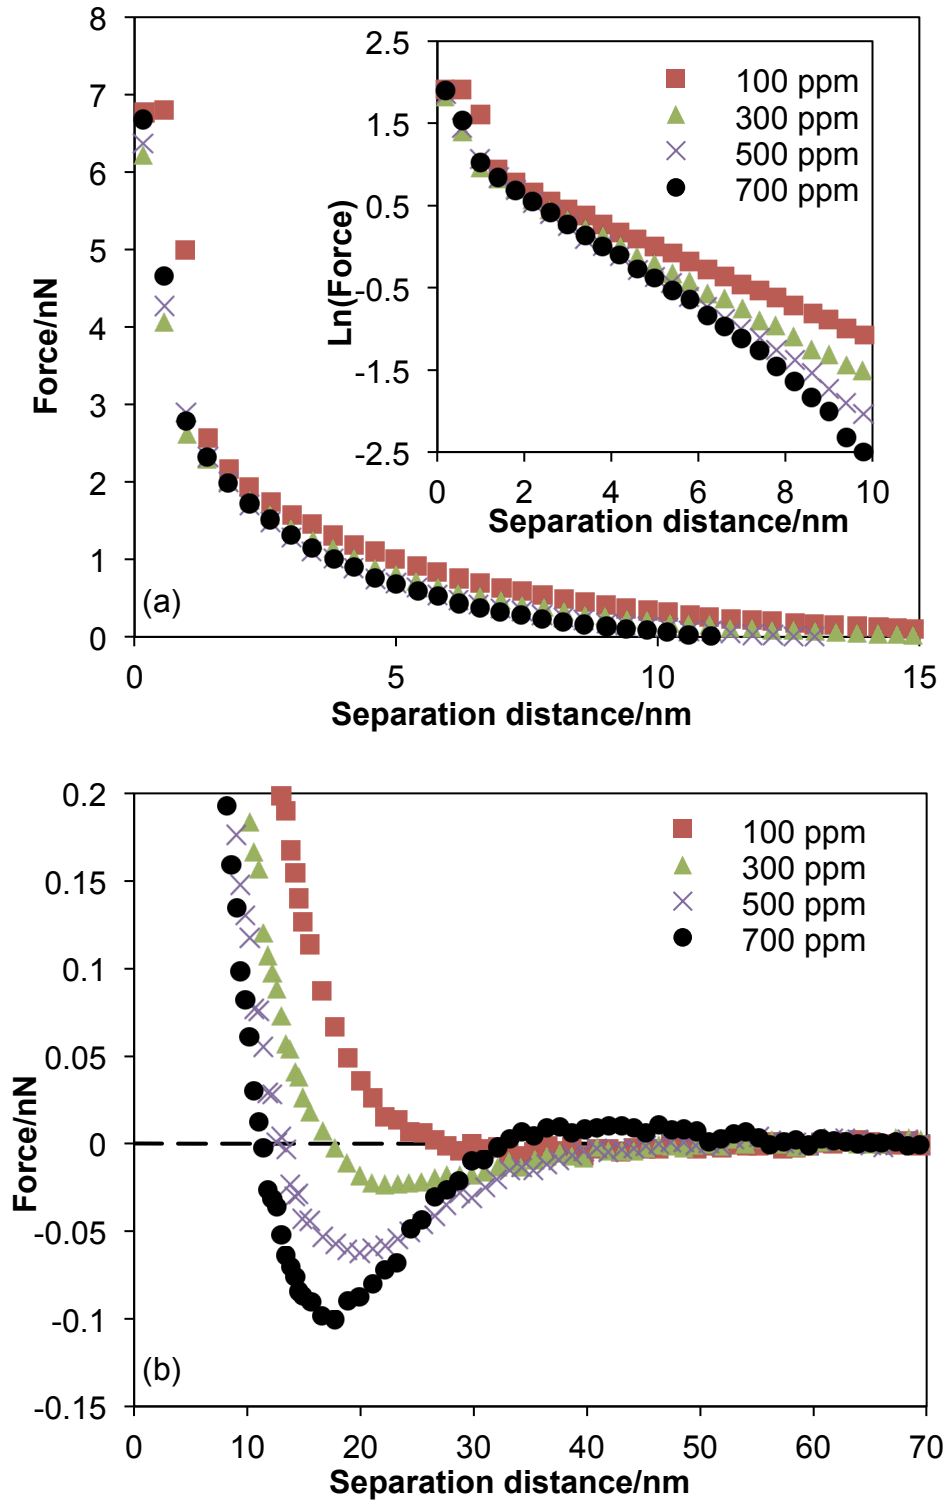 8
7
6
5
4
3
2
1
0
Force/nN
0 5 10 15
Separation distance/nm
(a)
2.5
1.5
0.5
-0.5
-1.5
-2.5
Ln(Force)
0 2 4 6 8 10
Separation distance/nm
100 ppm
300 ppm
500 ppm
700 ppm
0.2
0.15
0.1
0.05
0
-0.05
-0.1
-0.15
Force/nN
100 ppm
300 ppm
500 ppm
700 ppm
(b)
0 10 20 30 40 50 60 70
Separation distance/nm